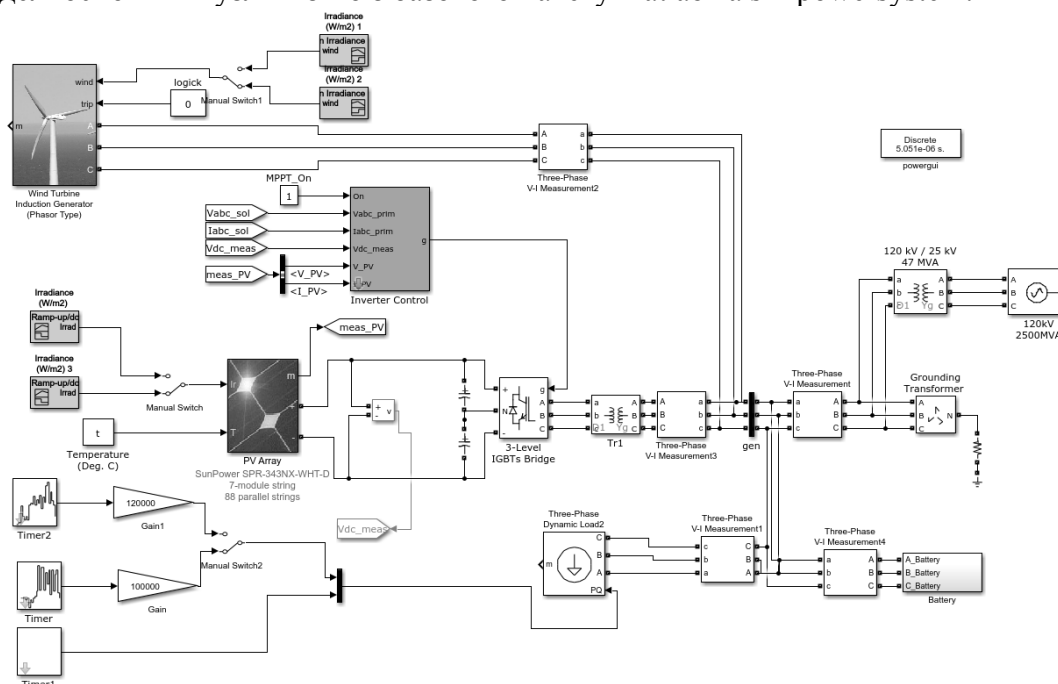 Irradiance
(W/m2) 1
n Irradiance
wind
Irradiance
(W/m2) 2
n Irradiance
wind
logick
0
Manual Switch1
wind
trip
A
B
C
m
Wind Turbine
Induction Generator
(Phasor Type)
A
B
C
a
b
c
Three-Phase
V-I Measurement2
Discrete
5.051e-06 s.
powergui
MPPT_On
1
Vabc_sol
Iabc_sol
Vdc_meas
meas_PV
<V_PV>
<I_PV>
On
Vabc_prim
Iabc_prim
Vdc_meas
V_PV
g
Inverter Control
120 kV / 25 kV
47 MVA
a
b
c
D1
Yg
A
B
C
A
B
C
120kV
2500MVA
Irradiance
(W/m2)
Ramp-up/do
Irrad
Irradiance
(W/m2) 3
Ramp-up/do
Irrad
Manual Switch
t
Temperature
(Deg. C)
Ir
T
m
+
-
PV Array
SunPower SPR-343NX-WHT-D
7-module string
88 parallel strings
meas_PV
+
-
v
Vdc_meas
+
N
-
g
A
B
C
3-Level
IGBTs Bridge
a
b
c
D1
Yg
A
B
C
Tr1
A
B
C
a
b
c
Three-Phase
V-I Measurement3
gen
Three-Phase
V-I Measurement
A
B
C
a
b
c
Grounding
Transformer
A
B
C
Timer2
120000
Gain1
Manual Switch2
Timer
100000
Gain
Timer1
Three-Phase
Dynamic Load2
m
C
B
A
PQ
Three-Phase
V-I Measurement1
c
b
a
C
B
A
Three-Phase
V-I Measurement4
A
B
C
a
b
c
A_Battery
B_Battery
C_Battery
Battery